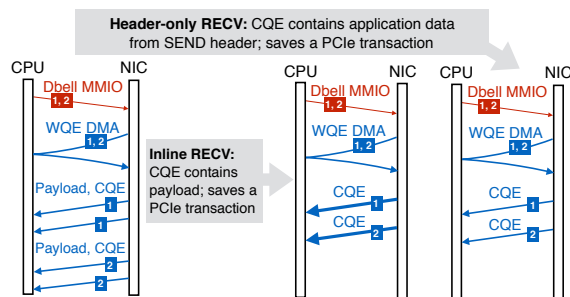 Header-only RECV: CQE contains application data
from SEND header; saves a PCIe transaction
CPU NIC
Dbell MMIO
1, 2
WQE DMA
1,2
Payload, CQE
1
1
Payload, CQE
2
2
Inline RECV:
CQE contains
payload; saves a
PCIe transaction
CPU NIC
Dbell MMIO
1, 2
WQE DMA
1,2
CQE
1
CQE
2
CPU NIC
Dbell MMIO
1, 2
WQE DMA
1,2
CQE
1
CQE
2